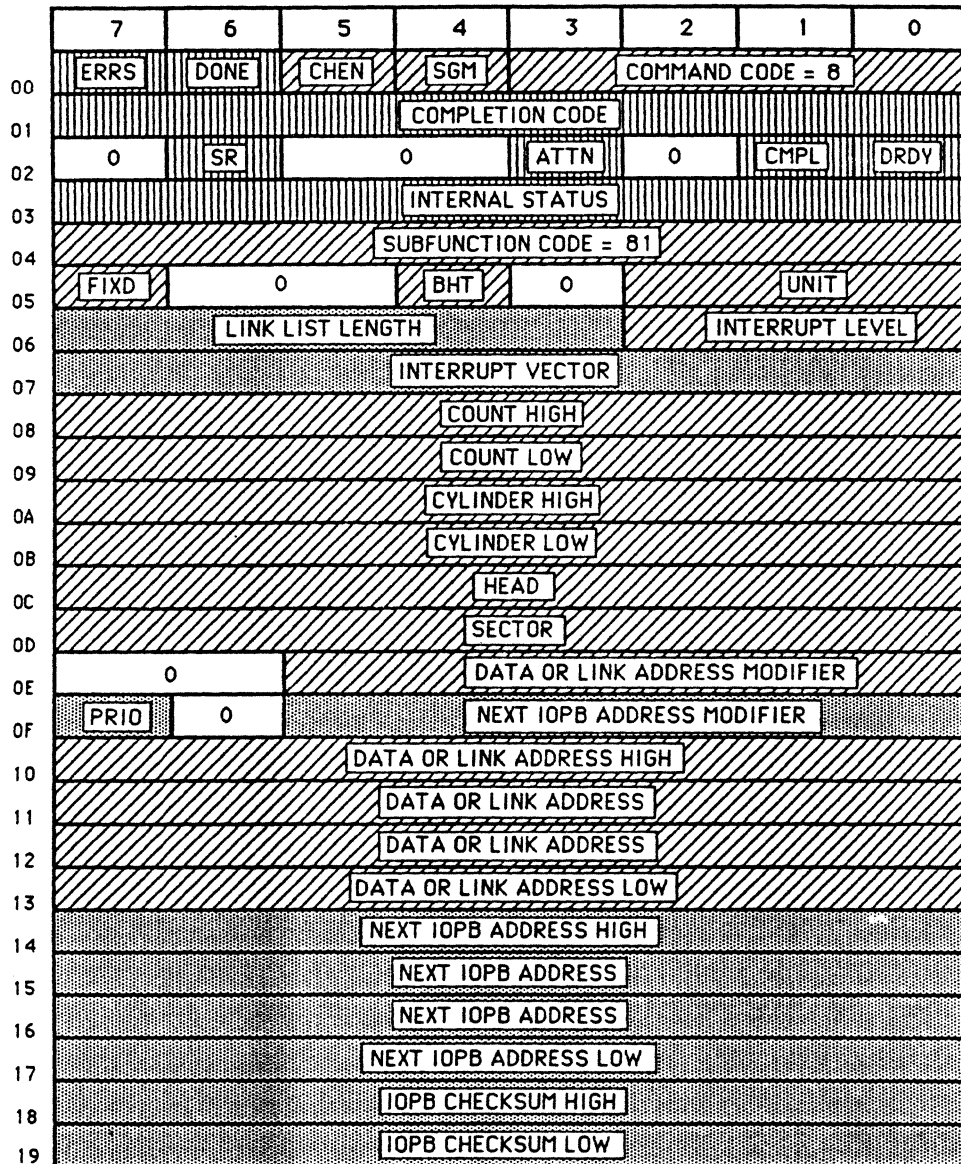 7 6 5 4 3 2 1 0
00 ERRS DONE CHEN SGM COMMAND CODE = 8
01 COMPLETION CODE
02 0 SR 0 ATTN 0 CMPL DRDY
03 INTERNAL STATUS
04 SUBFUNCTION CODE = 81
05 FIXD 0 BHT 0 UNIT
06 LINK LIST LENGTH INTERRUPT LEVEL
07 INTERRUPT VECTOR
08 COUNT HIGH
09 COUNT LOW
0A CYLINDER HIGH
0B CYLINDER LOW
0C HEAD
0D SECTOR
0E 0 DATA OR LINK ADDRESS MODIFIER
0F PRIO 0 NEXT IOPB ADDRESS MODIFIER
10 DATA OR LINK ADDRESS HIGH
11 DATA OR LINK ADDRESS
12 DATA OR LINK ADDRESS
13 DATA OR LINK ADDRESS LOW
14 NEXT IOPB ADDRESS HIGH
15 NEXT IOPB ADDRESS
16 NEXT IOPB ADDRESS
17 NEXT IOPB ADDRESS LOW
18 IOPB CHECKSUM HIGH
19 IOPB CHECKSUM LOW